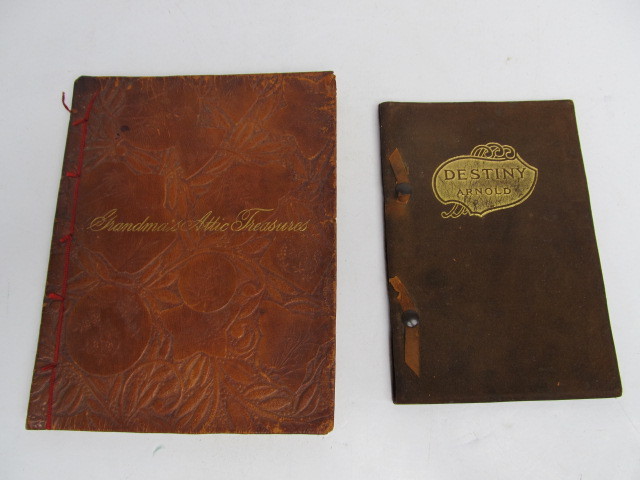 Grandma's Attic Treasures
DESTINY
ARNOLD